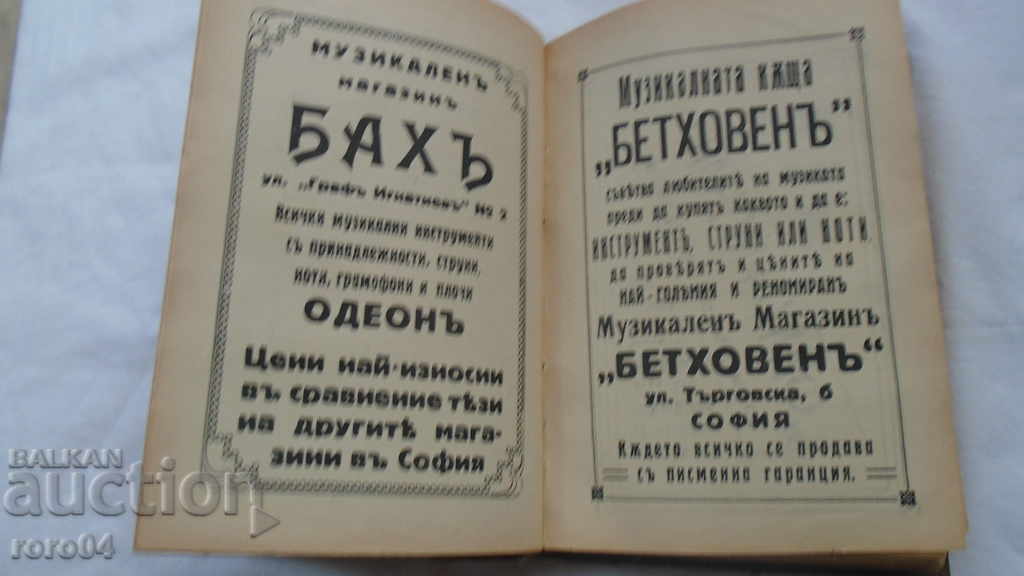 МУЗИКАЛЕНЪ
магазинъ
БАХЪ
ул. „Графъ Игнатиевъ" № 2
Всички музикални инструменти
съ принадлежности, струни,
ноти, грамофони и плочи
ОДЕОНЪ
Цени най-износни
въ сравнение тѣзи
на другитѣ мага-
зини въ София
Музикалната кѫща
„БЕТХОВЕНЪ"
съветва любителитѣ на музиката
преди да купятъ каквото и да е:
ИНСТРУМЕНТЪ, СТРУНИ ИЛИ НОТИ,
да провѣрятъ и ценитѣ на
НАЙ-ГОЛѢМИЯ И РЕНОМИРАНЪ
Музикаленъ Магазинъ
„БЕТХОВЕНЪ"
ул. Търговска, 6
СОФИЯ
Кѫдето всичко се продава
съ писменна гаранция.
BALKAN
auction
roro04